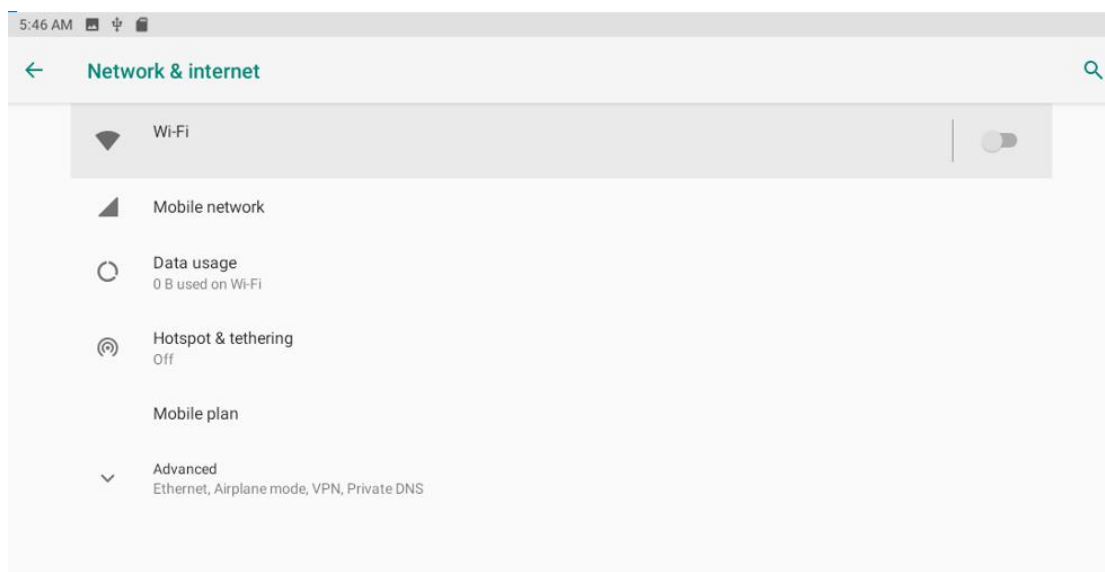 5:46 AM
Network & internet
Wi-Fi
Mobile network
Data usage
0 B used on Wi-Fi
Hotspot & tethering
Off
Mobile plan
Advanced
Ethernet, Airplane mode, VPN, Private DNS